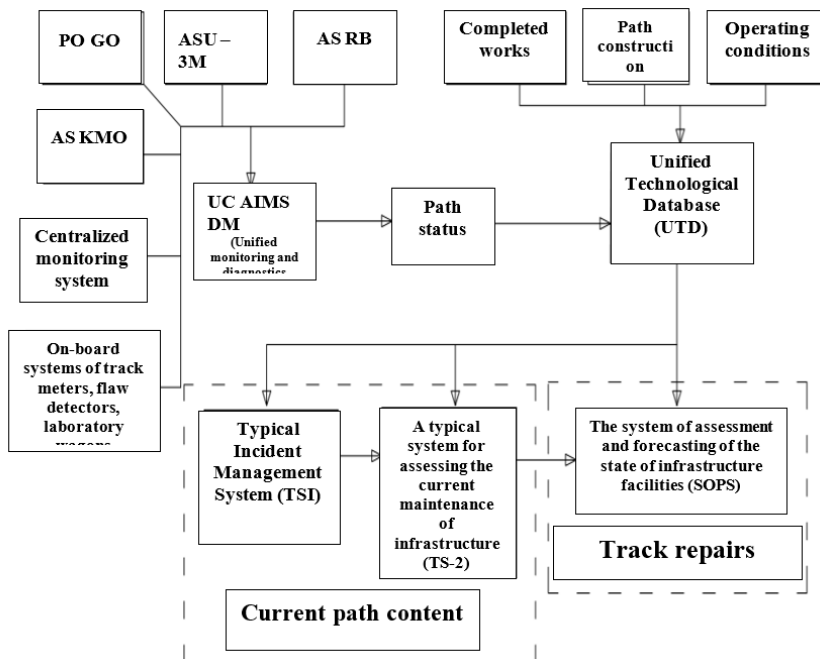 PO GO
ASU –
3M
AS RB
Completed
works
Path
constructi
on
Operating
conditions
AS KMO
UC AIMS
DM
(Unified
monitoring and
diagnostics
Path
status
Unified
Technological
Database
(UTD)
Centralized
monitoring
system
On-board
systems of track
meters, flaw
detectors,
laboratory
wagons
Typical
Incident
Management
System (TSI)
A typical
system for
assessing the
current
maintenance
of
infrastructure
(TS-2)
The system of assessment
and forecasting of the
state of infrastructure
facilities (SOPS)
Track repairs
Current path content